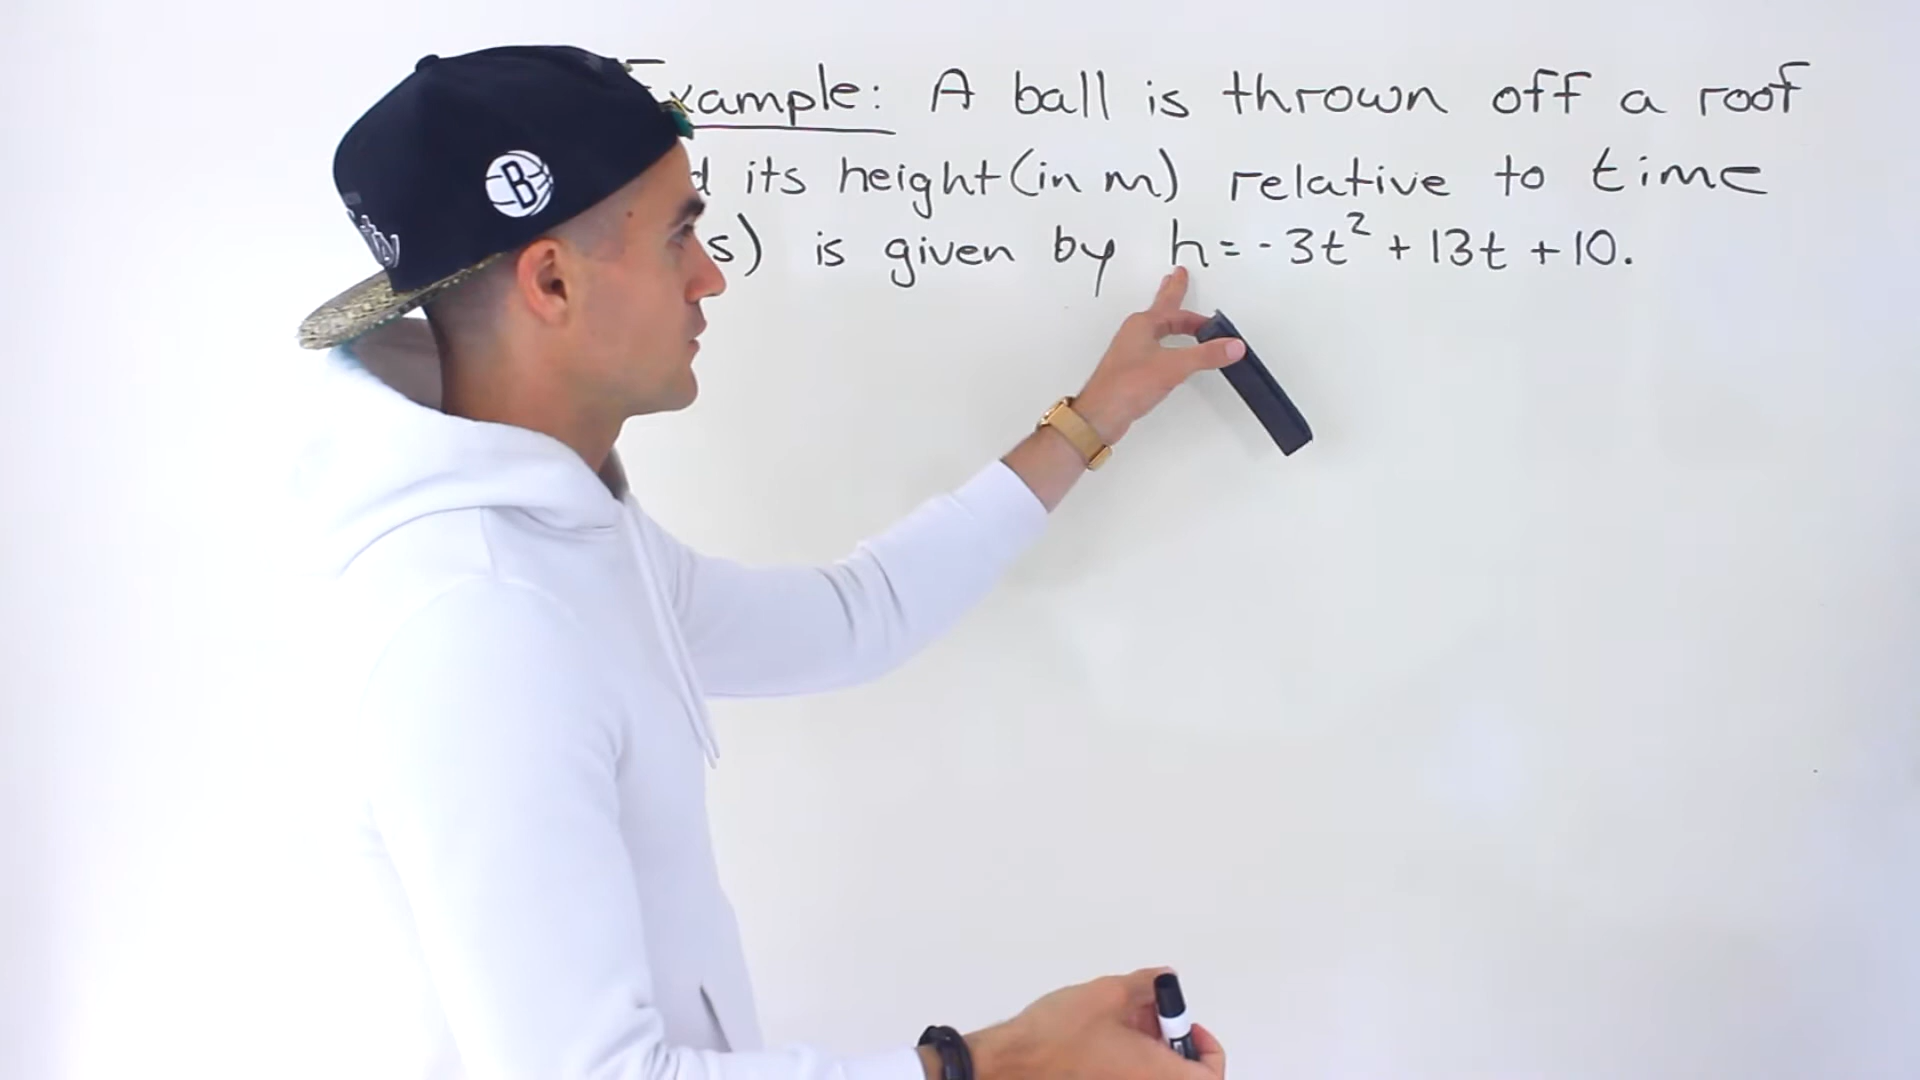 Example: A ball is thrown off a roof
its height (in m) relative to time
s) is given by h = -3t² + 13t + 10.
B